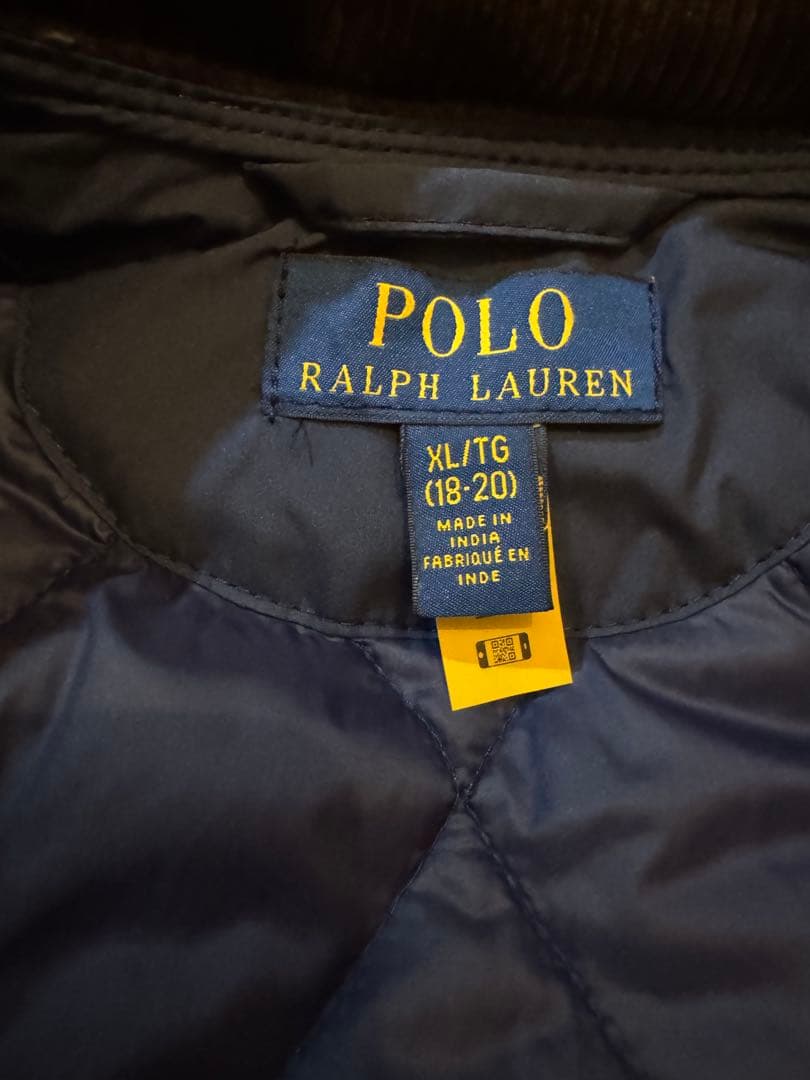 POLO
RALPH LAUREN
XL/TG
(18-20)
MADE IN
INDIA
FABRIQUÉ EN
INDE